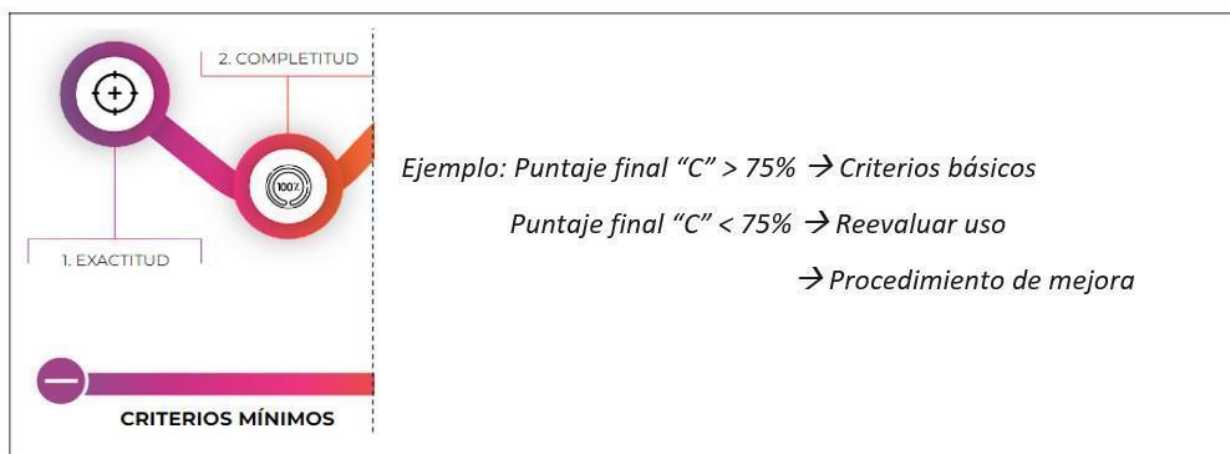 2. COMPLETITUD
100%
1. EXACTITUD
CRITERIOS MÍNIMOS
Ejemplo: Puntaje final “C” > 75% → Criterios básicos
Puntaje final “C” < 75% → Reevaluar uso
→ Procedimiento de mejora